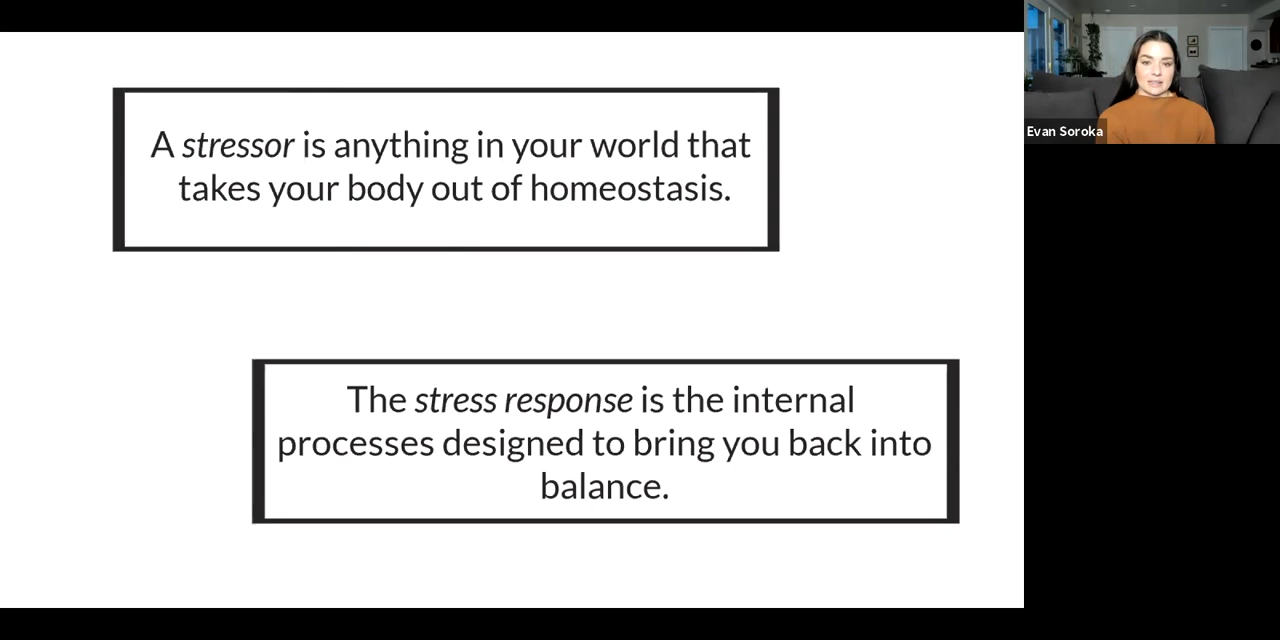 A stressor is anything in your world that
takes your body out of homeostasis.
The stress response is the internal
processes designed to bring you back into
balance.
Evan Soroka